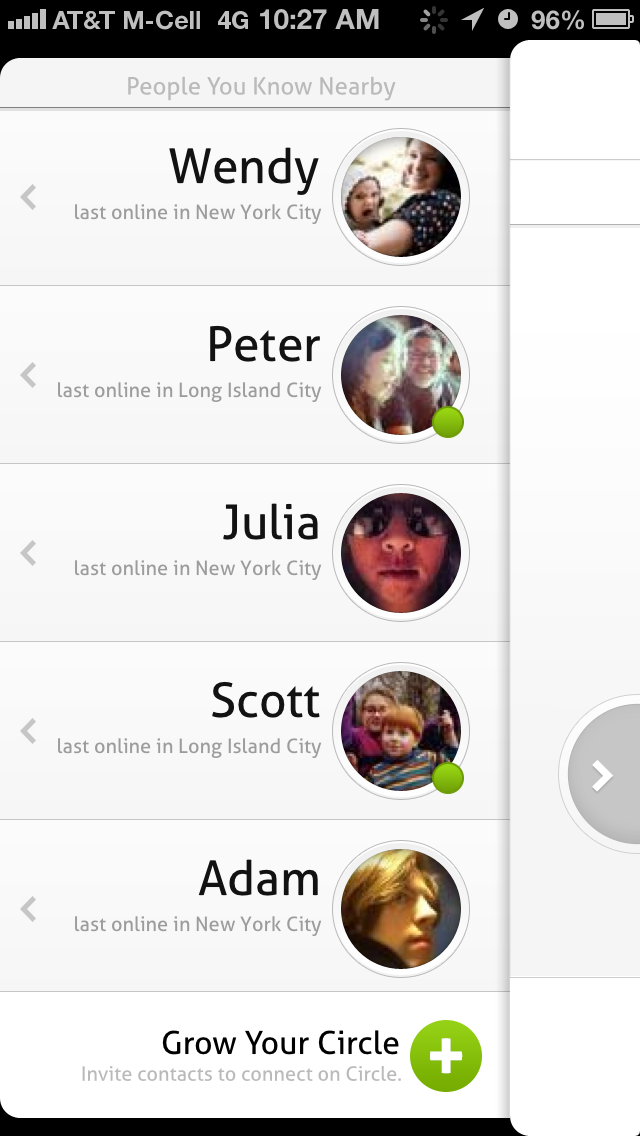 AT&T M-Cell 4G 10:27 AM 96%
People You Know Nearby
Wendy
last online in New York City
Peter
last online in Long Island City
Julia
last online in New York City
Scott
last online in Long Island City
Adam
last online in New York City
Grow Your Circle
Invite contacts to connect on Circle.